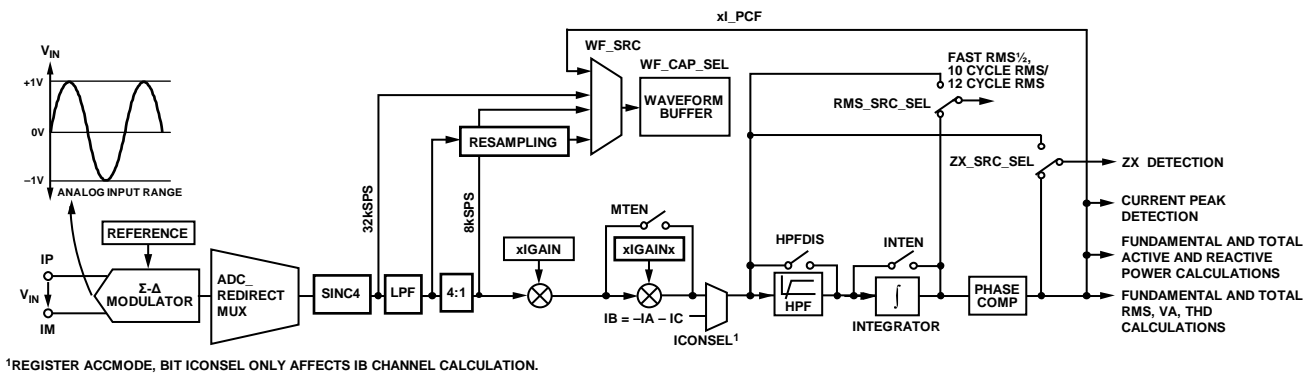 xI_PCF
V_IN
+1V
0V
–1V
ANALOG INPUT RANGE
WF_SRC
WF_CAP_SEL
WAVEFORM
BUFFER
RESAMPLING
FAST RMS½,
10 CYCLE RMS/
12 CYCLE RMS
RMS_SRC_SEL
ZX_SRC_SEL
ZX DETECTION
CURRENT PEAK
DETECTION
FUNDAMENTAL AND TOTAL
ACTIVE AND REACTIVE
POWER CALCULATIONS
FUNDAMENTAL AND TOTAL
RMS, VA, THD
CALCULATIONS
32kSPS
8kSPS
REFERENCE
IP
V_IN
IM
Σ-Δ
MODULATOR
ADC_
REDIRECT
MUX
SINC4
LPF
4:1
xIGAIN
MTEN
xIGAINx
IB = –IA – IC
ICONSEL¹
HPFDIS
HPF
INTEN
∫
INTEGRATOR
PHASE
COMP
¹REGISTER ACCMODE, BIT ICONSEL ONLY AFFECTS IB CHANNEL CALCULATION.